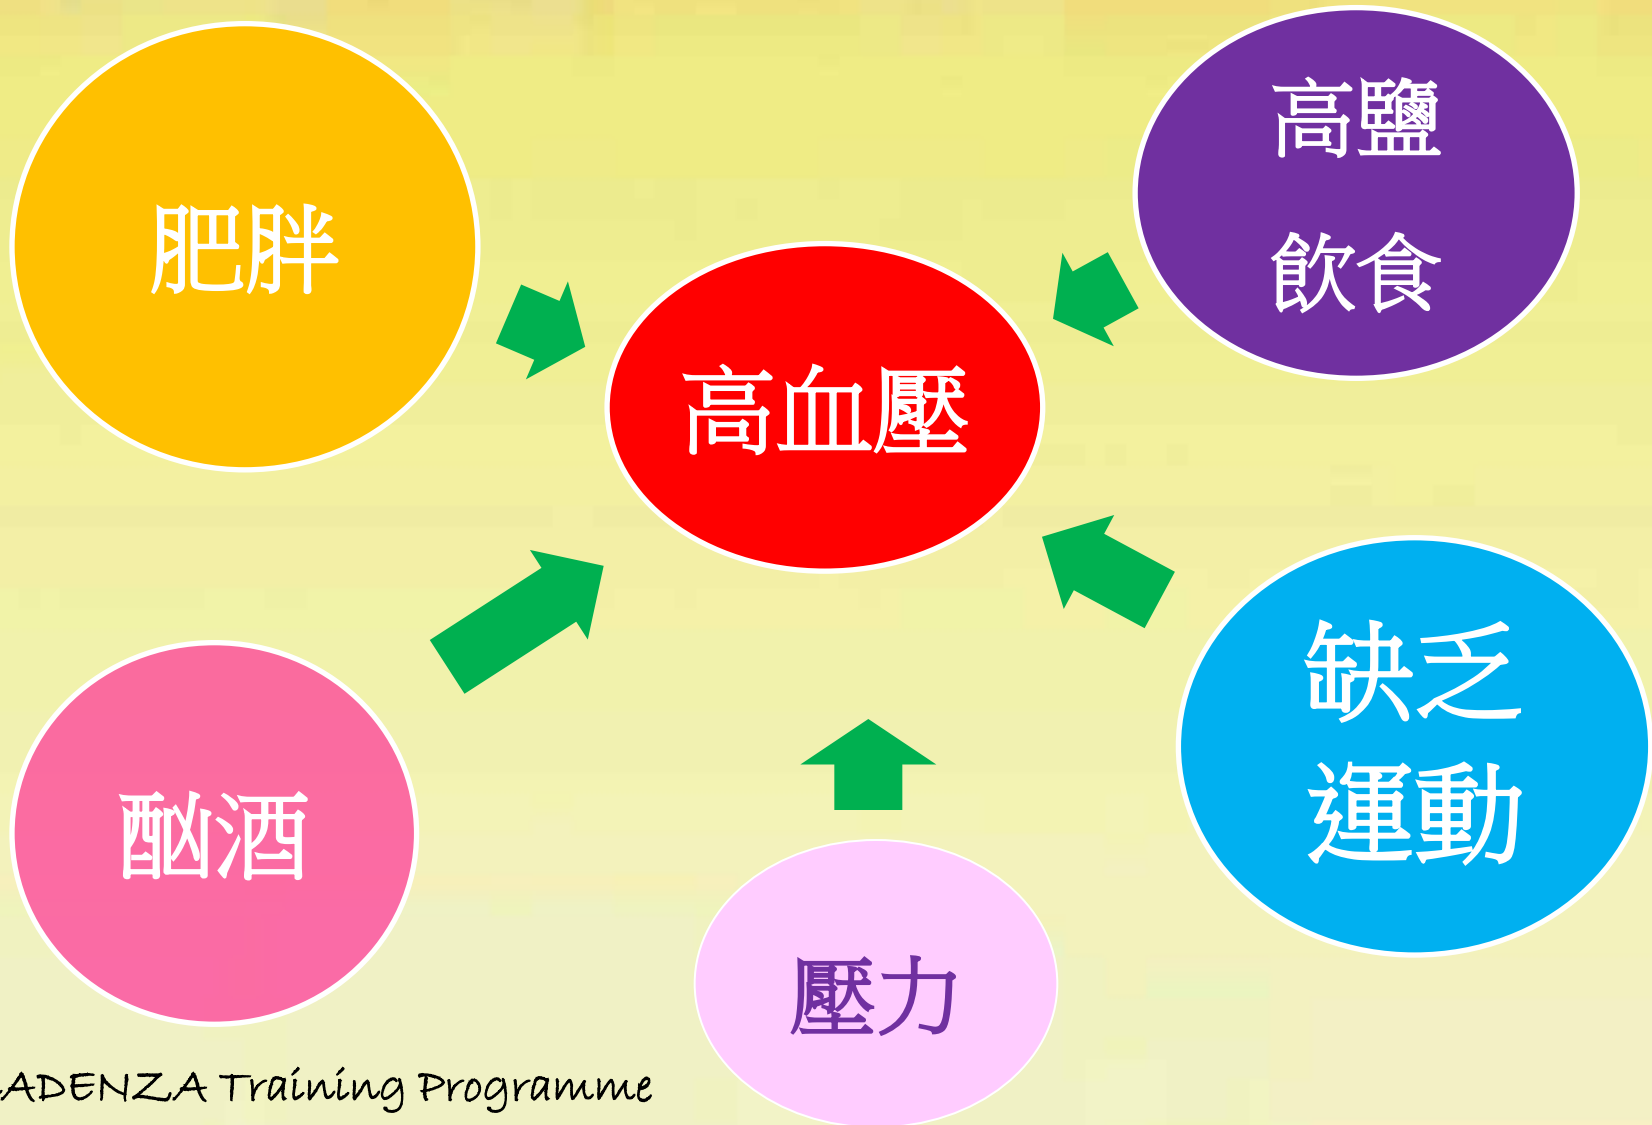 肥胖
高鹽
飲食
高血壓
缺乏
運動
酗酒
壓力
ADENZA Training Programme